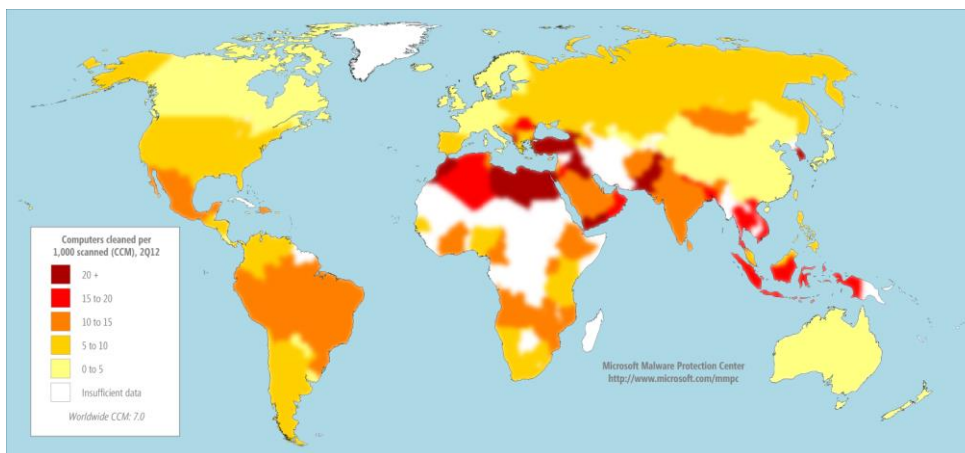 Computers cleaned per
1,000 scanned (CCM), 2Q12
20 +
15 to 20
10 to 15
5 to 10
0 to 5
Insufficient data
Worldwide CCM: 7.0
Microsoft Malware Protection Center
http://www.microsoft.com/mmpc